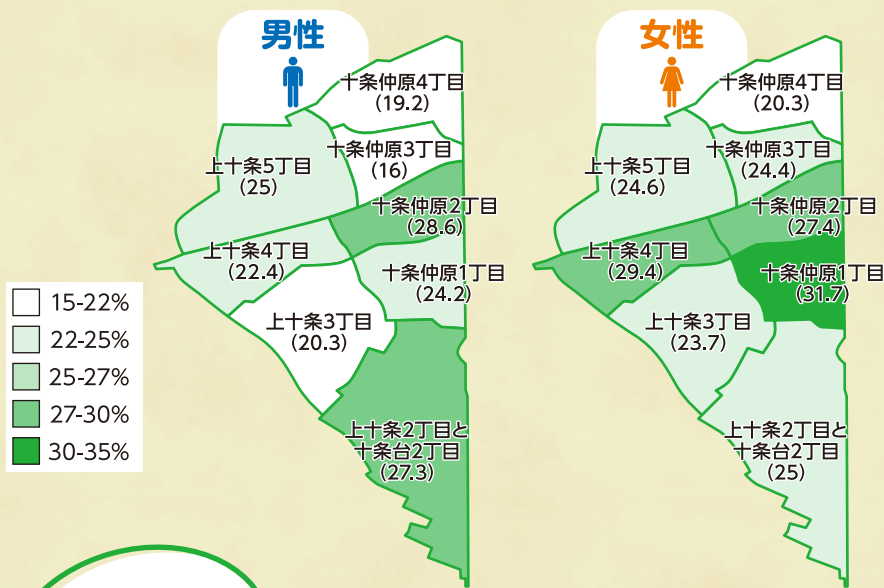 男性
十条仲原4丁目
(19.2)
十条仲原3丁目
(16)
上十条5丁目
(25)
十条仲原2丁目
(28.6)
上十条4丁目
(22.4)
十条仲原1丁目
(24.2)
上十条3丁目
(20.3)
上十条2丁目と
十条台2丁目
(27.3)
女性
十条仲原4丁目
(20.3)
十条仲原3丁目
(24.4)
上十条5丁目
(24.6)
十条仲原2丁目
(27.4)
上十条4丁目
(29.4)
十条仲原1丁目
(31.7)
上十条3丁目
(23.7)
上十条2丁目と
十条台2丁目
(25)
15-22%
22-25%
25-27%
27-30%
30-35%